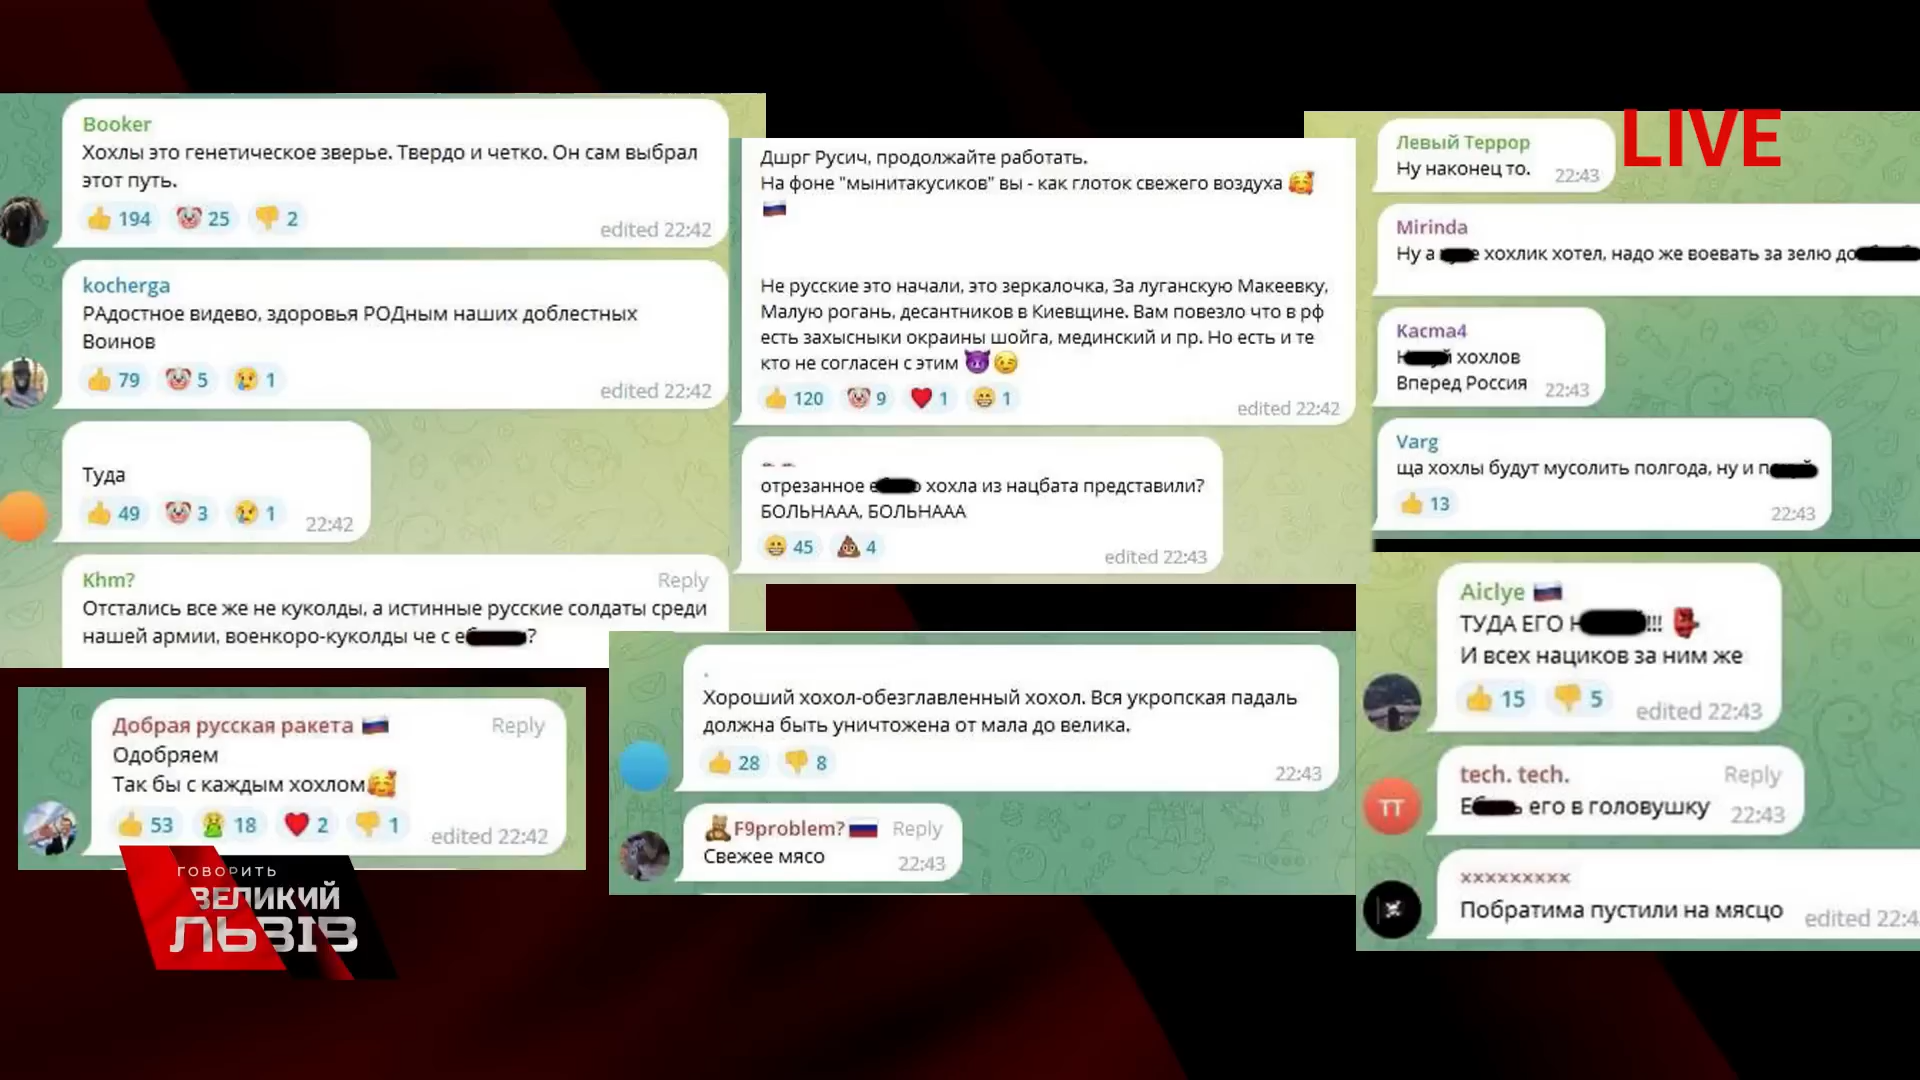 Booker
Хохлы это генетическое зверье. Твердо и четко. Он сам выбрал
этот путь.
194 25 2
edited 22:42
kocherga
РАдостное видево, здоровья РОДным наших доблестных
Воинов
79 5 1
edited 22:42
Туда
49 3 1
22:42
Khm?
Reply
Отстались все же не куколды, а истинные русские солдаты среди
нашей армии, военкоро-куколды че с е ?
Добрая русская ракета
Reply
Одобряем
Так бы с каждым хохлом
53 18 2 1
edited 22:42
Дшрг Русич, продолжайте работать.
На фоне "мынитакусиков" вы - как глоток свежего воздуха
Не русские это начали, это зеркалочка, За луганскую Макеевку,
Малую рогань, десантников в Киевщине. Вам повезло что в рф
есть захысныки окраины шойга, мединский и пр. Но есть и те
кто не согласен с этим
120 9 1 1
edited 22:42
отрезанное хохла из нацбата представили?
БОЛЬНААА, БОЛЬНААА
45 4
edited 22:43
.
Хороший хохол-обезглавленный хохол. Вся укропская падаль
должна быть уничтожена от мала до велика.
28 8
22:43
F9problem?
Reply
Свежее мясо
22:43
LIVE
Левый Террор
Ну наконец то.
22:43
Mirinda
Ну а хохлик хотел, надо же воевать за зелю до
Kacma4
хохлов
Вперед Россия
22:43
Varg
ща хохлы будут мусолить полгода, ну и п
13
22:43
Aiclye
ТУДА ЕГО !!!
И всех нациков за ним же
15 5
edited 22:43
TT
tech. tech.
Reply
его в головушку
22:43
xxxxxxxxx
Побратима пустили на мясцо
edited 22:4
ГОВОРИТЬ
ВЕЛИКИЙ
ЛЬВІВ